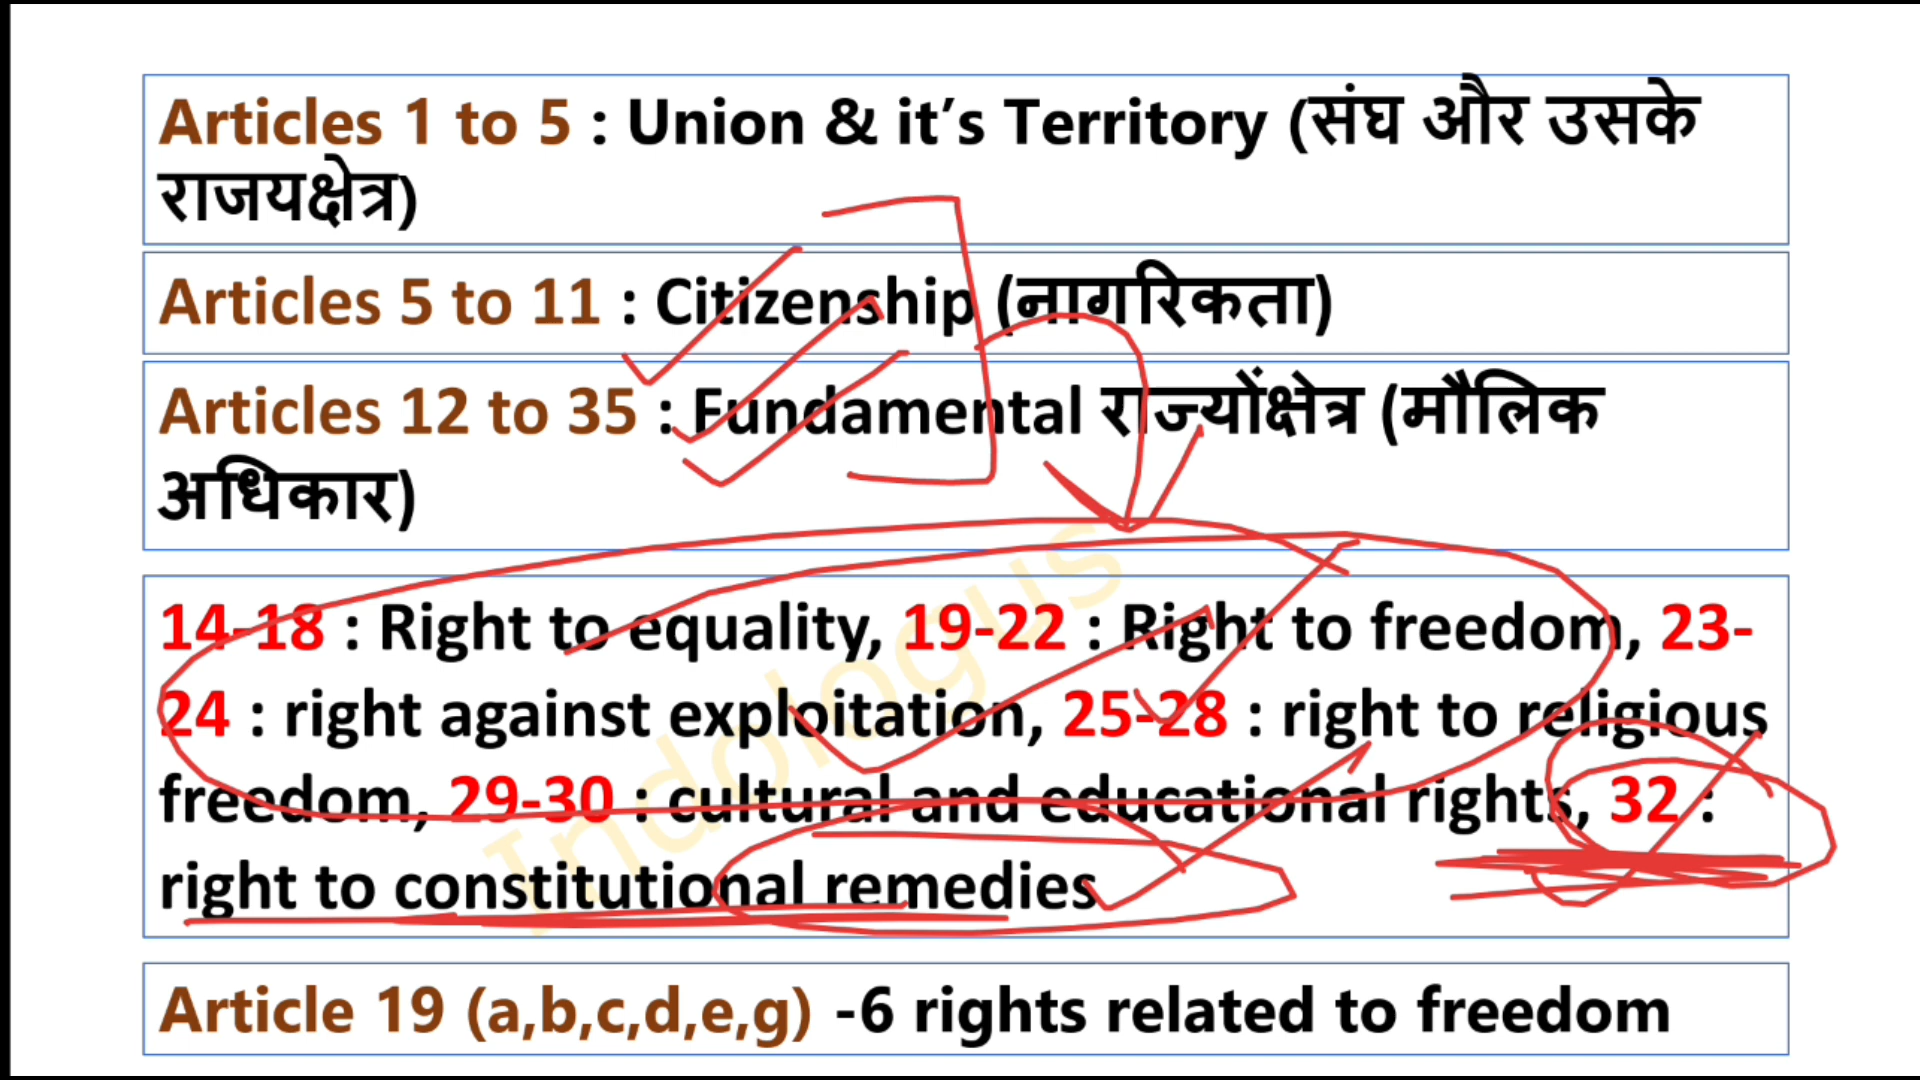 Articles 1 to 5 : Union & it’s Territory (संघ और उसके
राजयक्षेत्र)
Articles 5 to 11 : Citizenship (नागरिकता)
Articles 12 to 35 : Fundamental राज्योंक्षेत्र (मौलिक
अधिकार)
14-18 : Right to equality, 19-22 : Right to freedom, 23-
24 : right against exploitation, 25-28 : right to religious
freedom, 29-30 : cultural and educational rights, 32 :
right to constitutional remedies
Indologus
Article 19 (a,b,c,d,e,g) -6 rights related to freedom